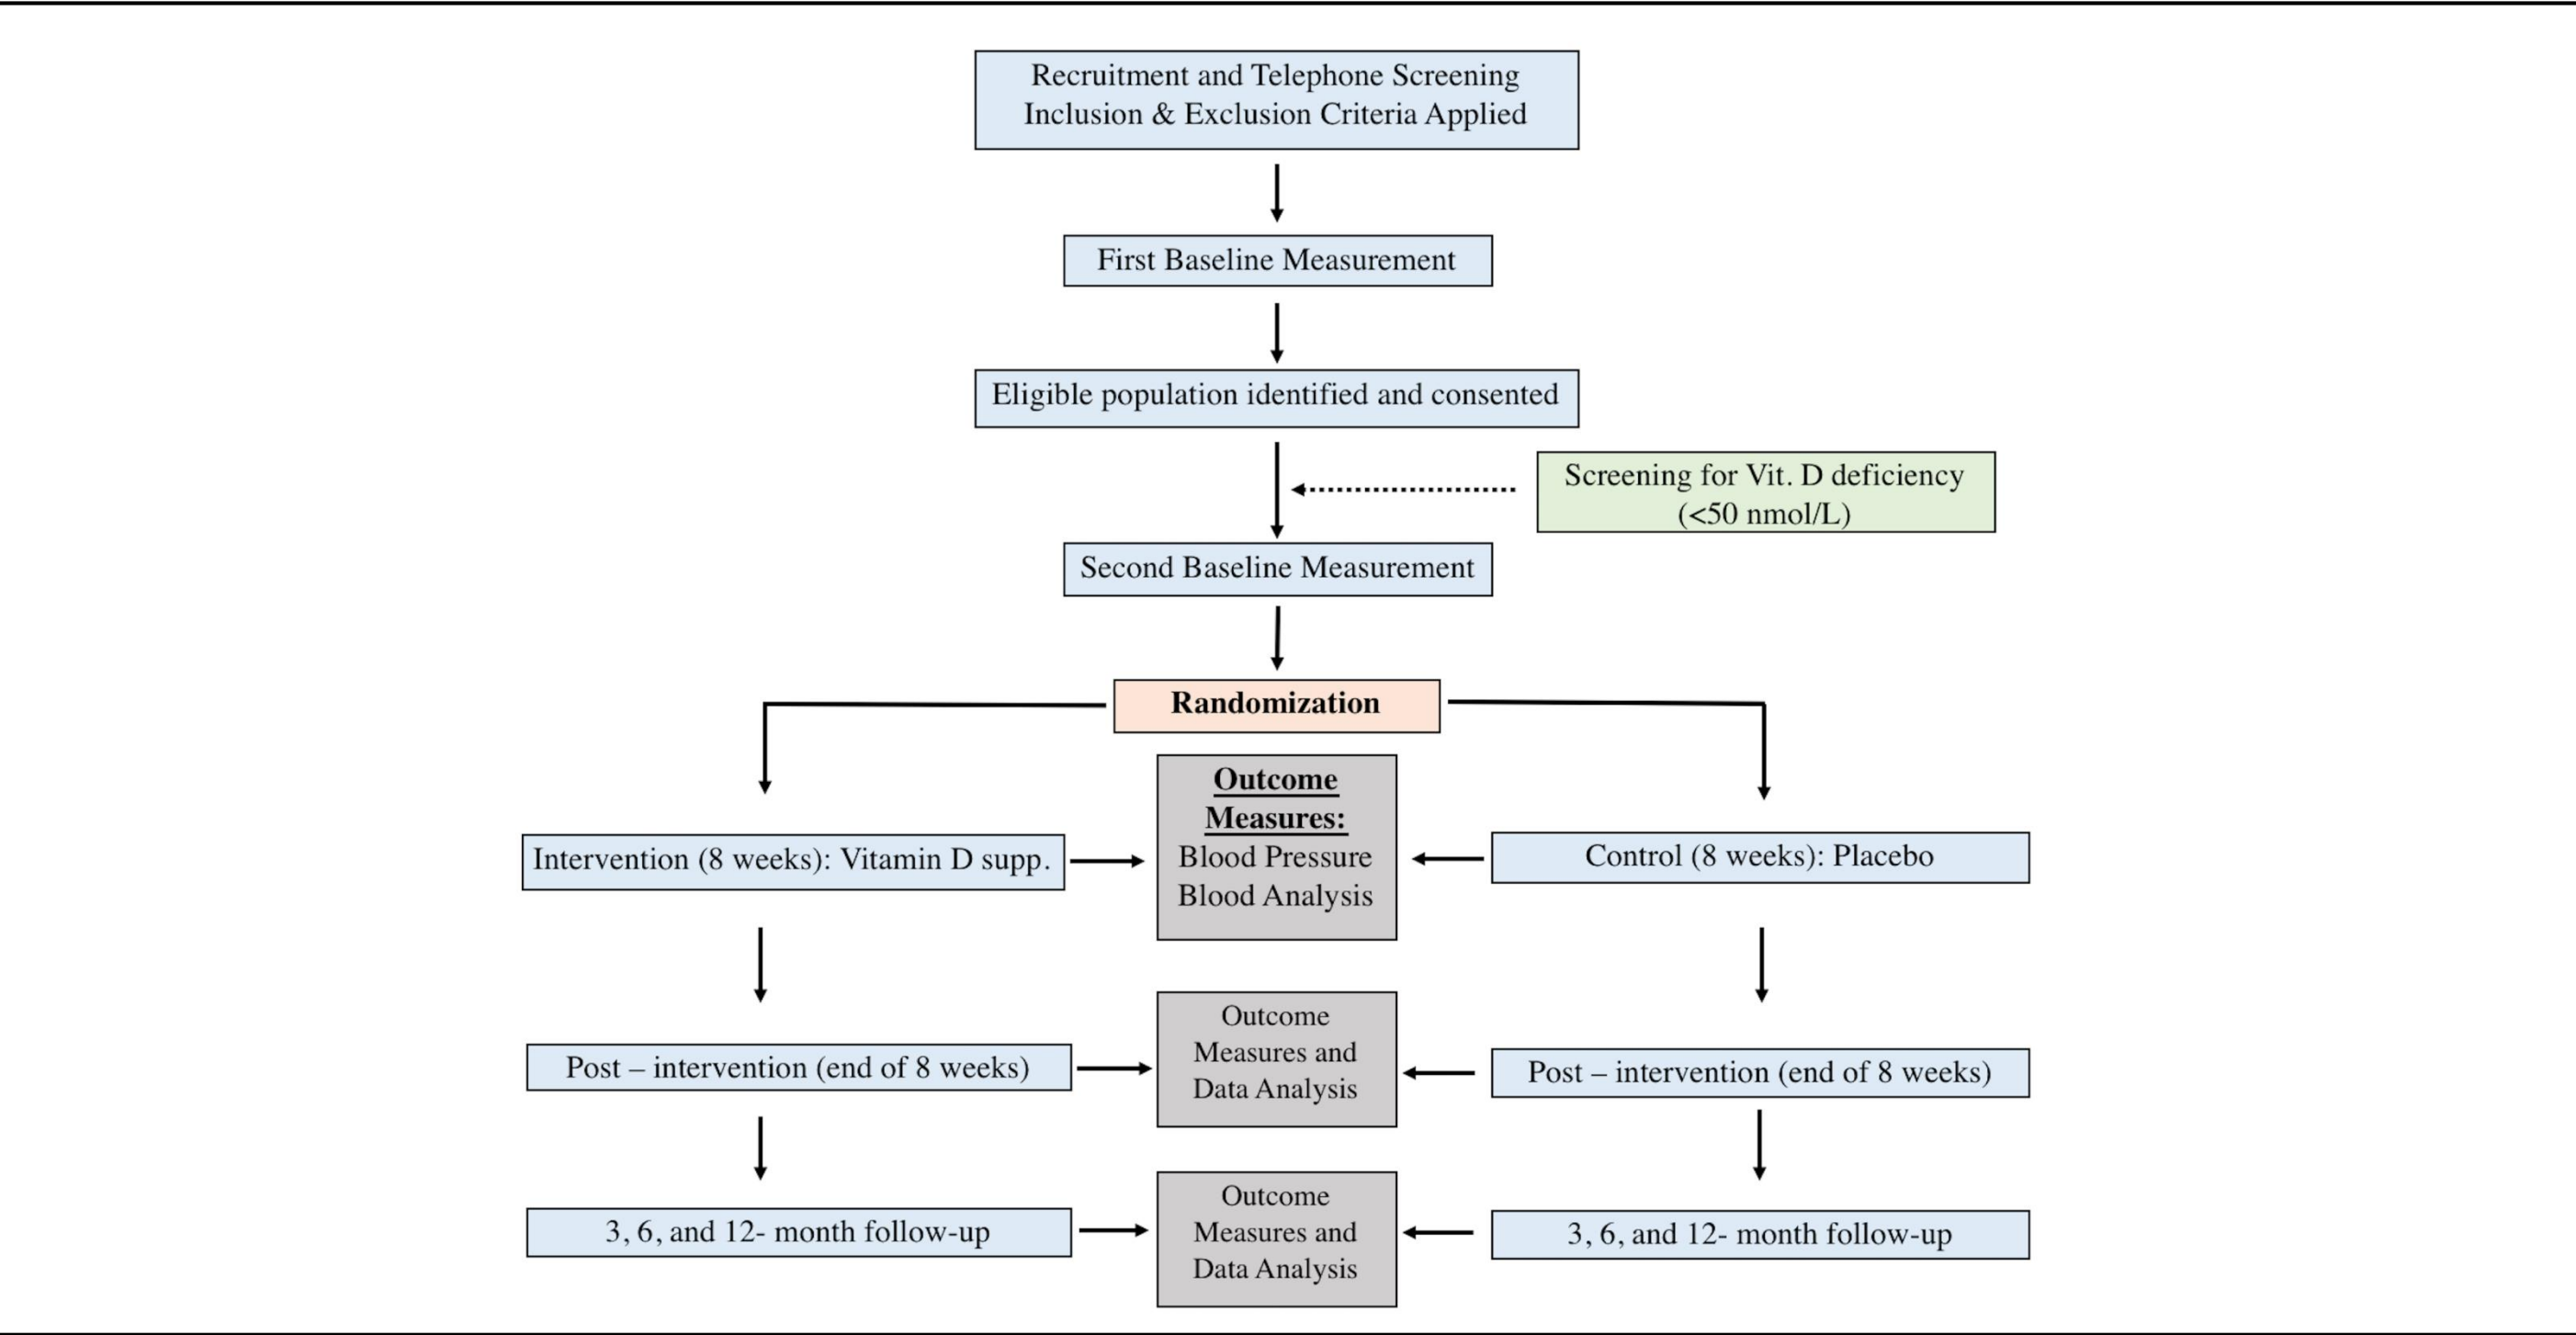 Recruitment and Telephone Screening
Inclusion & Exclusion Criteria Applied
First Baseline Measurement
Eligible population identified and consented
Screening for Vit. D deficiency
(<50 nmol/L)
Second Baseline Measurement
Randomization
Outcome
Measures:
Blood Pressure
Blood Analysis
Intervention (8 weeks): Vitamin D supp.
Control (8 weeks): Placebo
Post – intervention (end of 8 weeks)
Outcome
Measures and
Data Analysis
Post – intervention (end of 8 weeks)
3, 6, and 12- month follow-up
Outcome
Measures and
Data Analysis
3, 6, and 12- month follow-up